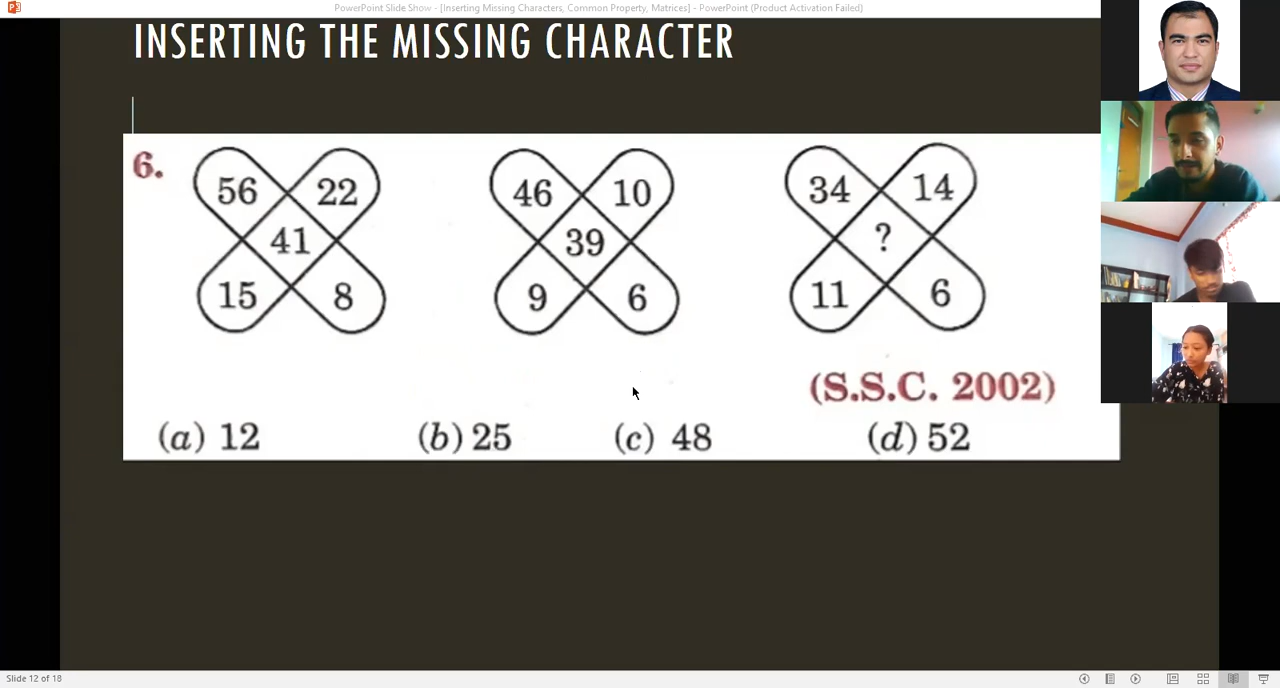 PowerPoint Slide Show - [Inserting Missing Characters, Common Property, Matrices] - PowerPoint (Product Activation Failed)
INSERTING THE MISSING CHARACTER
6.
56 22 46 10 34 14
41 39 ?
15 8 9 6 11 6
(S.S.C. 2002)
(a) 12 (b) 25 (c) 48 (d) 52
Slide 12 of 18